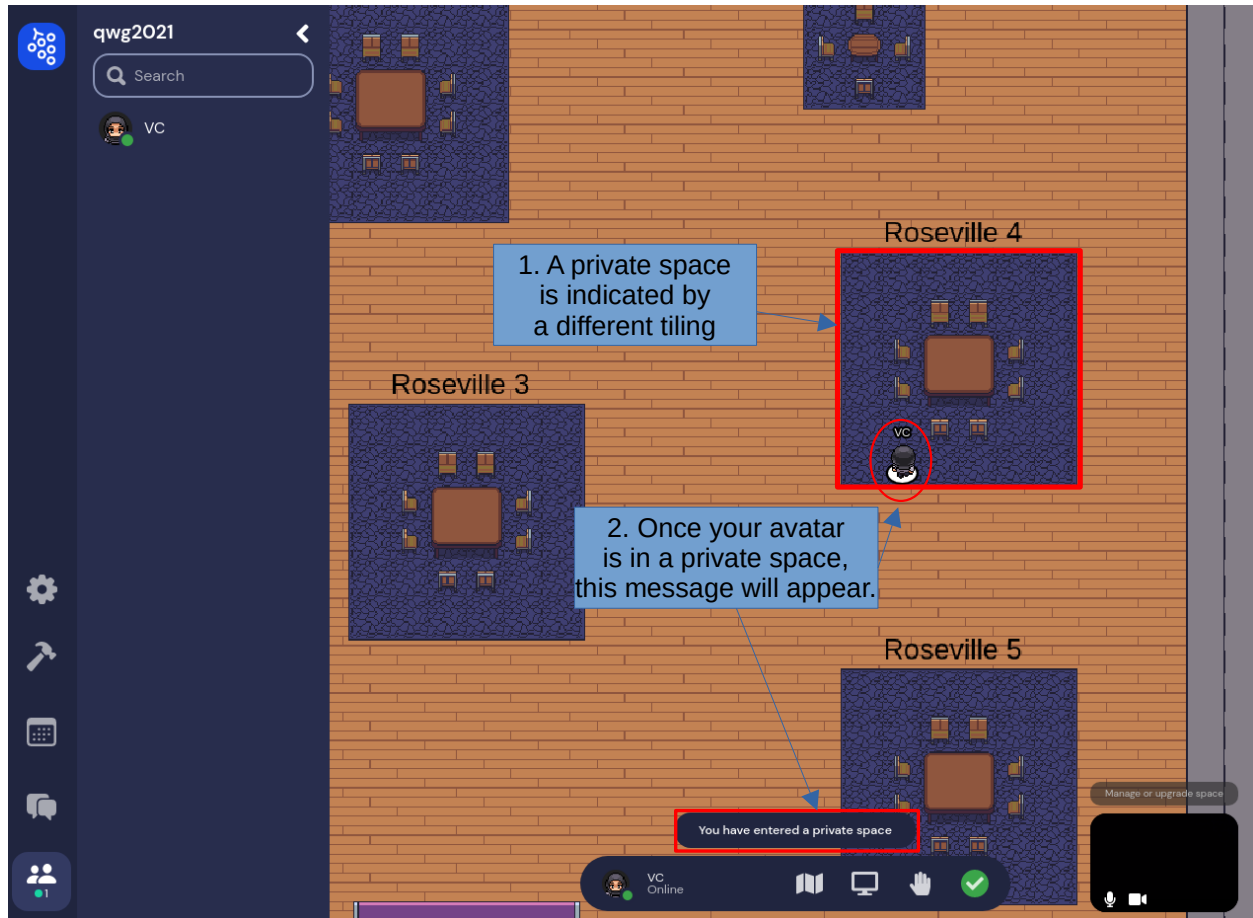 qwg2021
Search
VC
Roseville 4
1. A private space
is indicated by
a different tiling
Roseville 3
VC
2. Once your avatar
is in a private space,
this message will appear.
Roseville 5
Manage or upgrade space
You have entered a private space
VC
Online
1